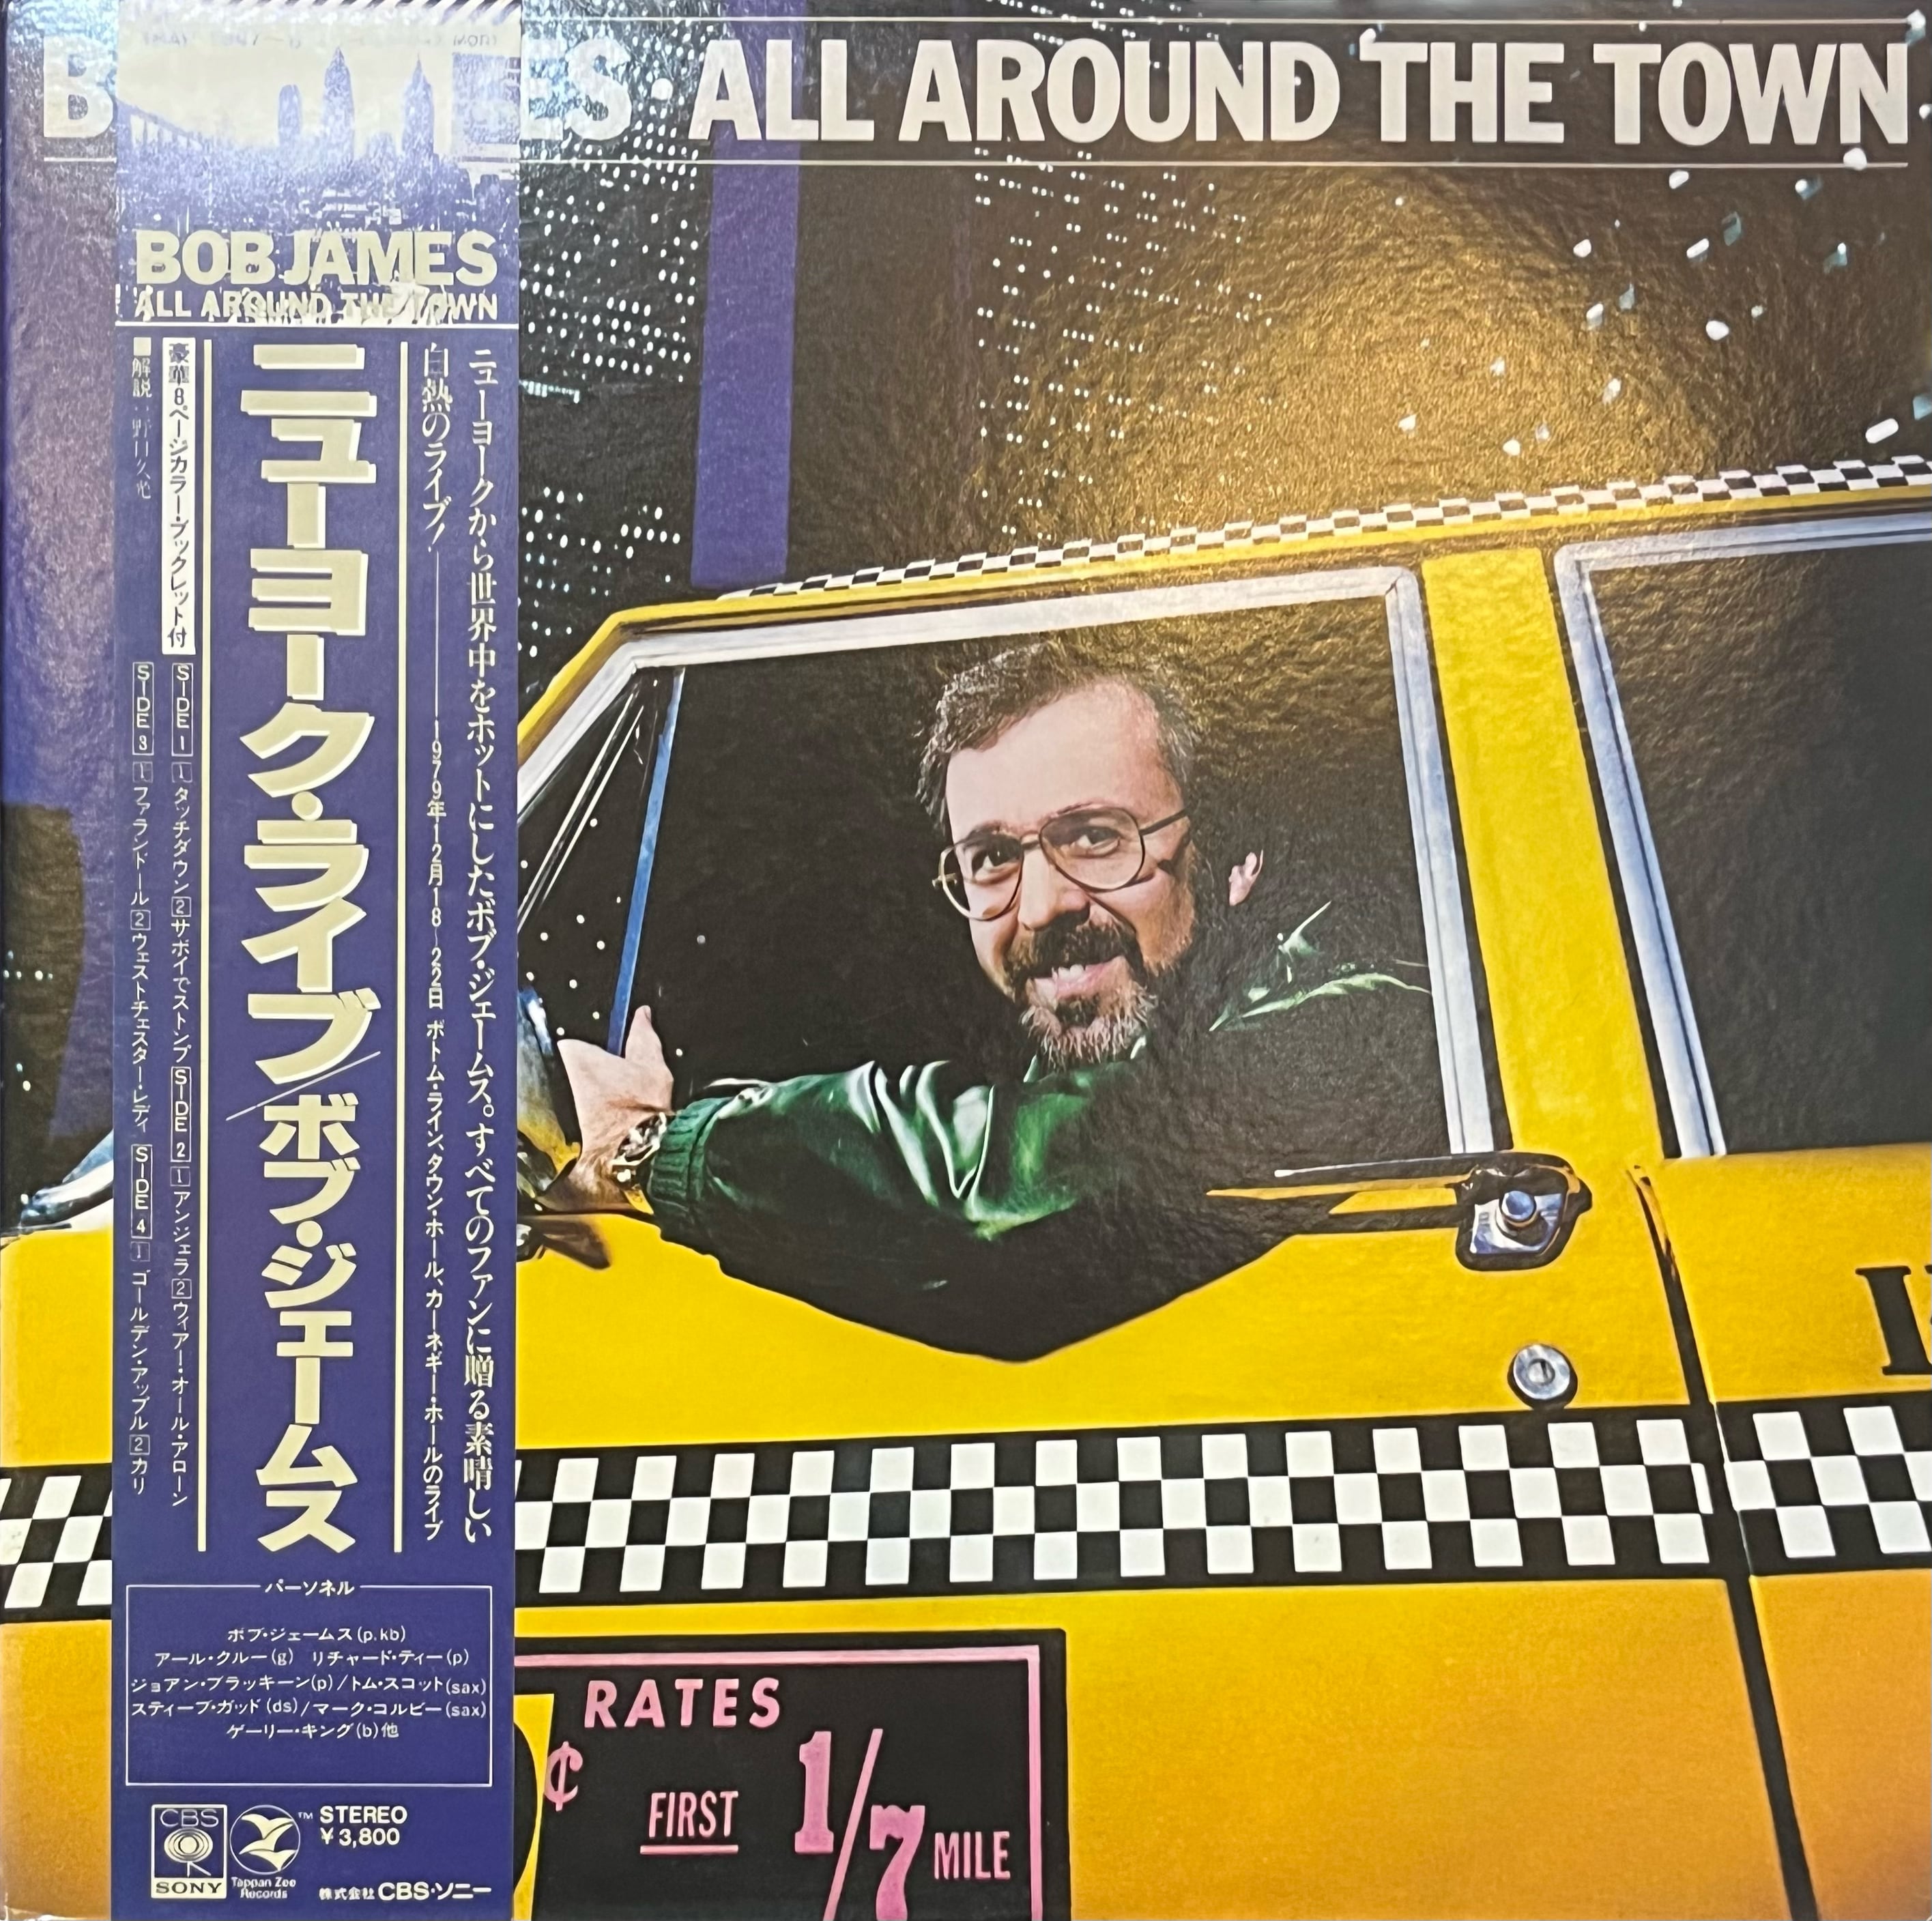 ALL AROUND THE TOWN
BOB JAMES
ALL AROUND THE TOWN
ニューヨークから世界中をホットにしたボブ・ジェームス。すべてのファンに贈る素晴しい
白熱のライブ!――1979年12月18~22日 ボトム・ライン、タウン・ホール、カーネギー・ホールのライブ
ニューヨーク・ライブ/ボブ・ジェームス
豪華8ページカラー・ブックレット付
■解説:野口久光
SIDE 1 1 タッチダウン 2 サボイでストンプ SIDE 2 1 アンジェラ 2 ウィアー・オール・アローン
SIDE 3 1 ファランドール 2 ウェストチェスター・レディ SIDE 4 1 ゴールデン・アップル 2 カリ
パーソネル
ボブ・ジェームス(p.kb)
アール・クルー(g) リチャード・ティー(p)
ジョアン・ブラッキーン(p)/トム・スコット(sax)
スティーブ・ガッド(ds)/マーク・コルビー(sax)
ゲーリー・キング(b)他
CBS
SONY
Tappan Zee
Records
TM
STEREO
¥3,800
株式会社CBS・ソニー
RATES
¢ FIRST 1/7 MILE